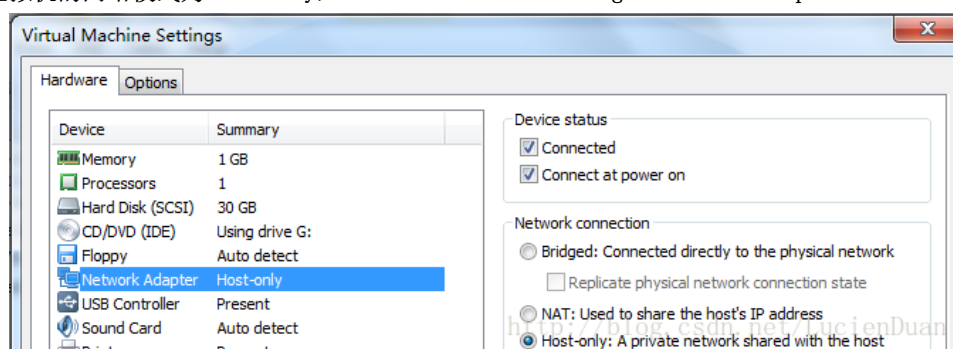 Virtual Machine Settings
Hardware Options
Device Summary
Memory 1 GB
Processors 1
Hard Disk (SCSI) 30 GB
CD/DVD (IDE) Using drive G:
Floppy Auto detect
Network Adapter Host-only
USB Controller Present
Sound Card Auto detect
Device status
Connected
Connect at power on
Network connection
Bridged: Connected directly to the physical network
Replicate physical network connection state
NAT: Used to share the host's IP address
http://blog.csdn.net/LucienDuan
Host-only: A private network shared with the host